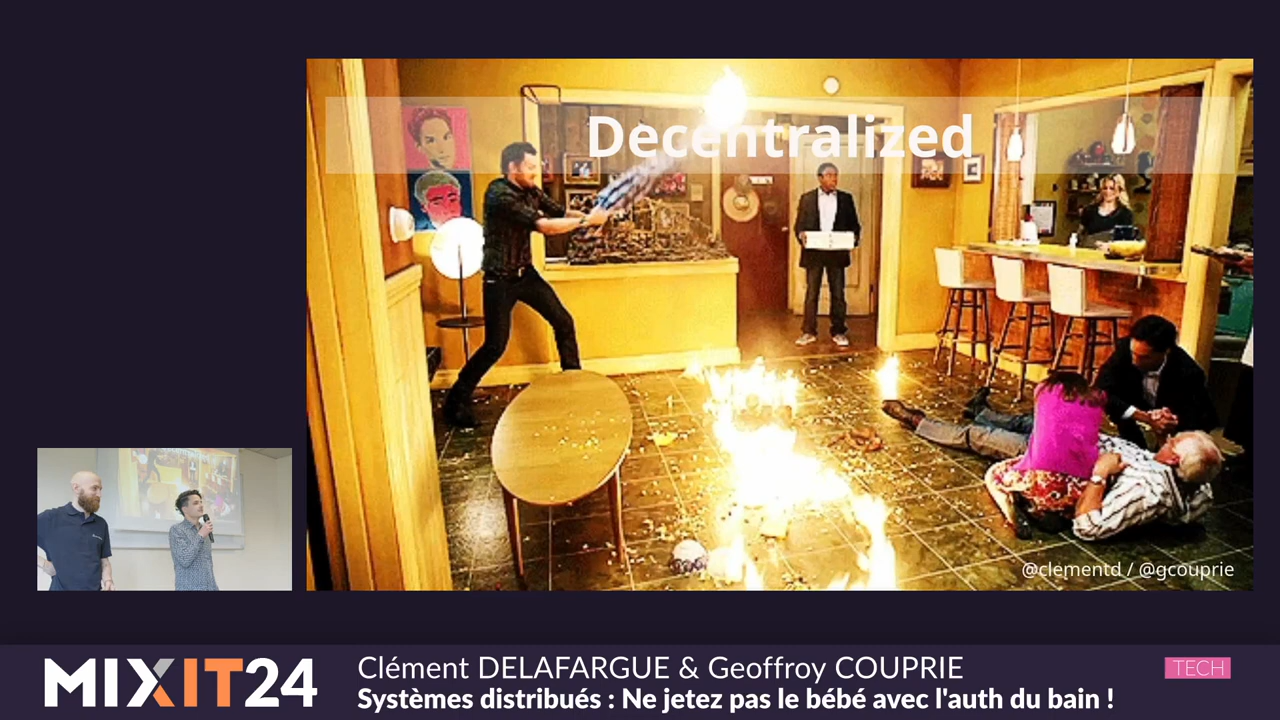 Decentralized
@clementd / @gcouprie
MIXIT24
Clément DELAFARGUE & Geoffroy COUPRIE
TECH
Systèmes distribués : Ne jetez pas le bébé avec l'auth du bain !